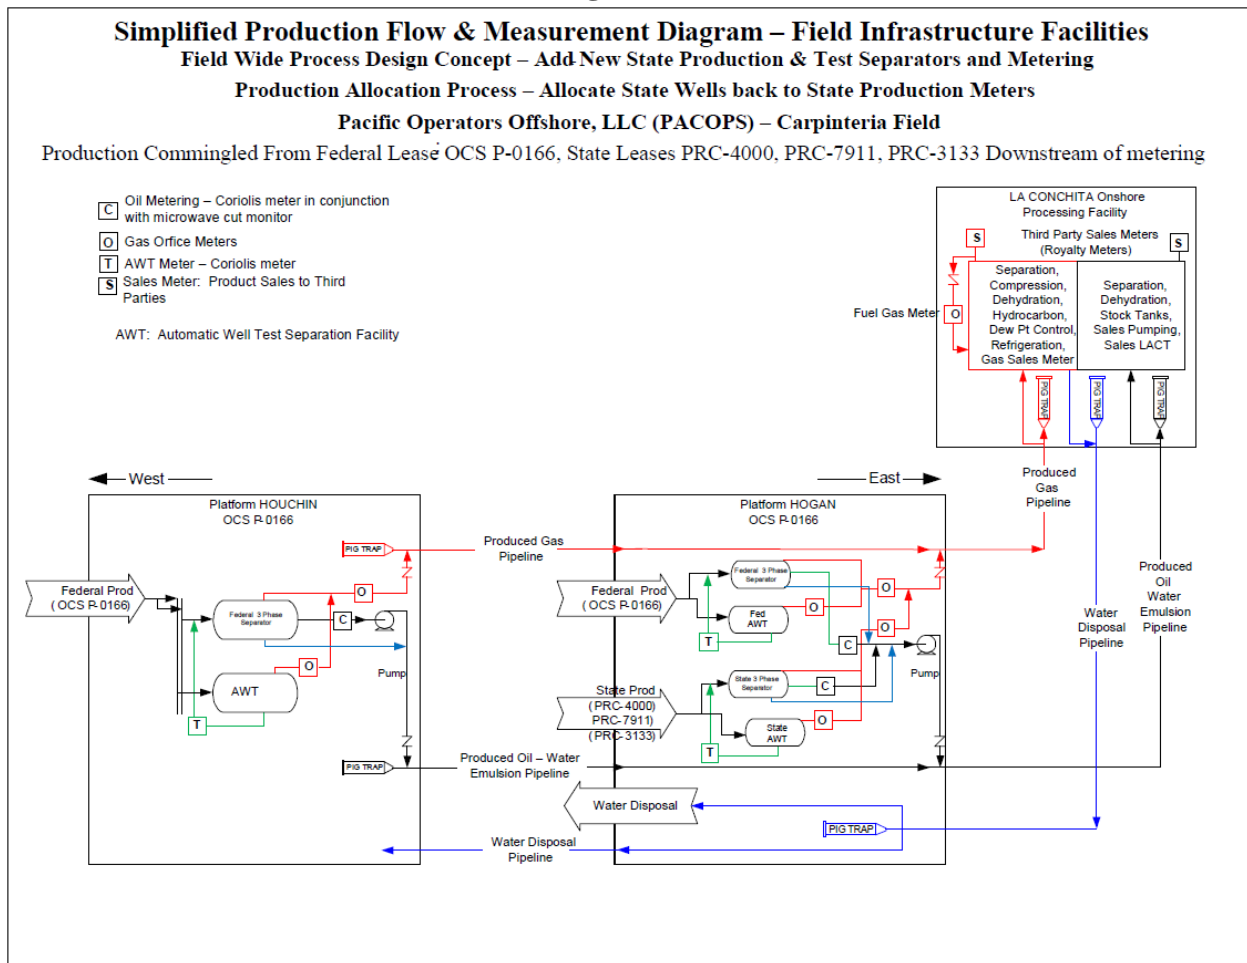 Simplified Production Flow & Measurement Diagram – Field Infrastructure Facilities
Field Wide Process Design Concept – Add New State Production & Test Separators and Metering
Production Allocation Process – Allocate State Wells back to State Production Meters
Pacific Operators Offshore, LLC (PACOPS) – Carpinteria Field
Production Commingled From Federal Lease OCS P-0166, State Leases PRC-4000, PRC-7911, PRC-3133 Downstream of metering
C
Oil Metering – Coriolis meter in conjunction
with microwave cut monitor
O
Gas Orfice Meters
T
AWT Meter – Coriolis meter
S
Sales Meter: Product Sales to Third
Parties
AWT: Automatic Well Test Separation Facility
LA CONCHITA Onshore
Processing Facility
Third Party Sales Meters
(Royalty Meters)
S
S
Fuel Gas Meter
O
Separation,
Compression,
Dehydration,
Hydrocarbon,
Dew Pt Control,
Refrigeration,
Gas Sales Meter
Separation,
Dehydration,
Stock Tanks,
Sales Pumping,
Sales LACT
PIG TRAP
PIG TRAP
PIG TRAP
Produced
Gas
Pipeline
Produced
Oil
Water
Emulsion
Pipeline
Water
Disposal
Pipeline
West
Platform HOUCHIN
OCS P-0166
PIG TRAP
Federal Prod
(OCS P-0166)
Federal 3 Phase
Separator
O
C
O
AWT
T
Pump
PIG TRAP
Produced Gas
Pipeline
Produced Oil – Water
Emulsion Pipeline
Water Disposal
Pipeline
East
Platform HOGAN
OCS P-0166
Federal Prod
(OCS P-0166)
Federal 3 Phase
Separator
O
Fed
AWT
O
O
T
C
State Prod
(PRC-4000)
PRC-7911)
(PRC-3133)
State 3 Phase
Separator
C
Pump
State
AWT
O
T
Water Disposal
PIG TRAP